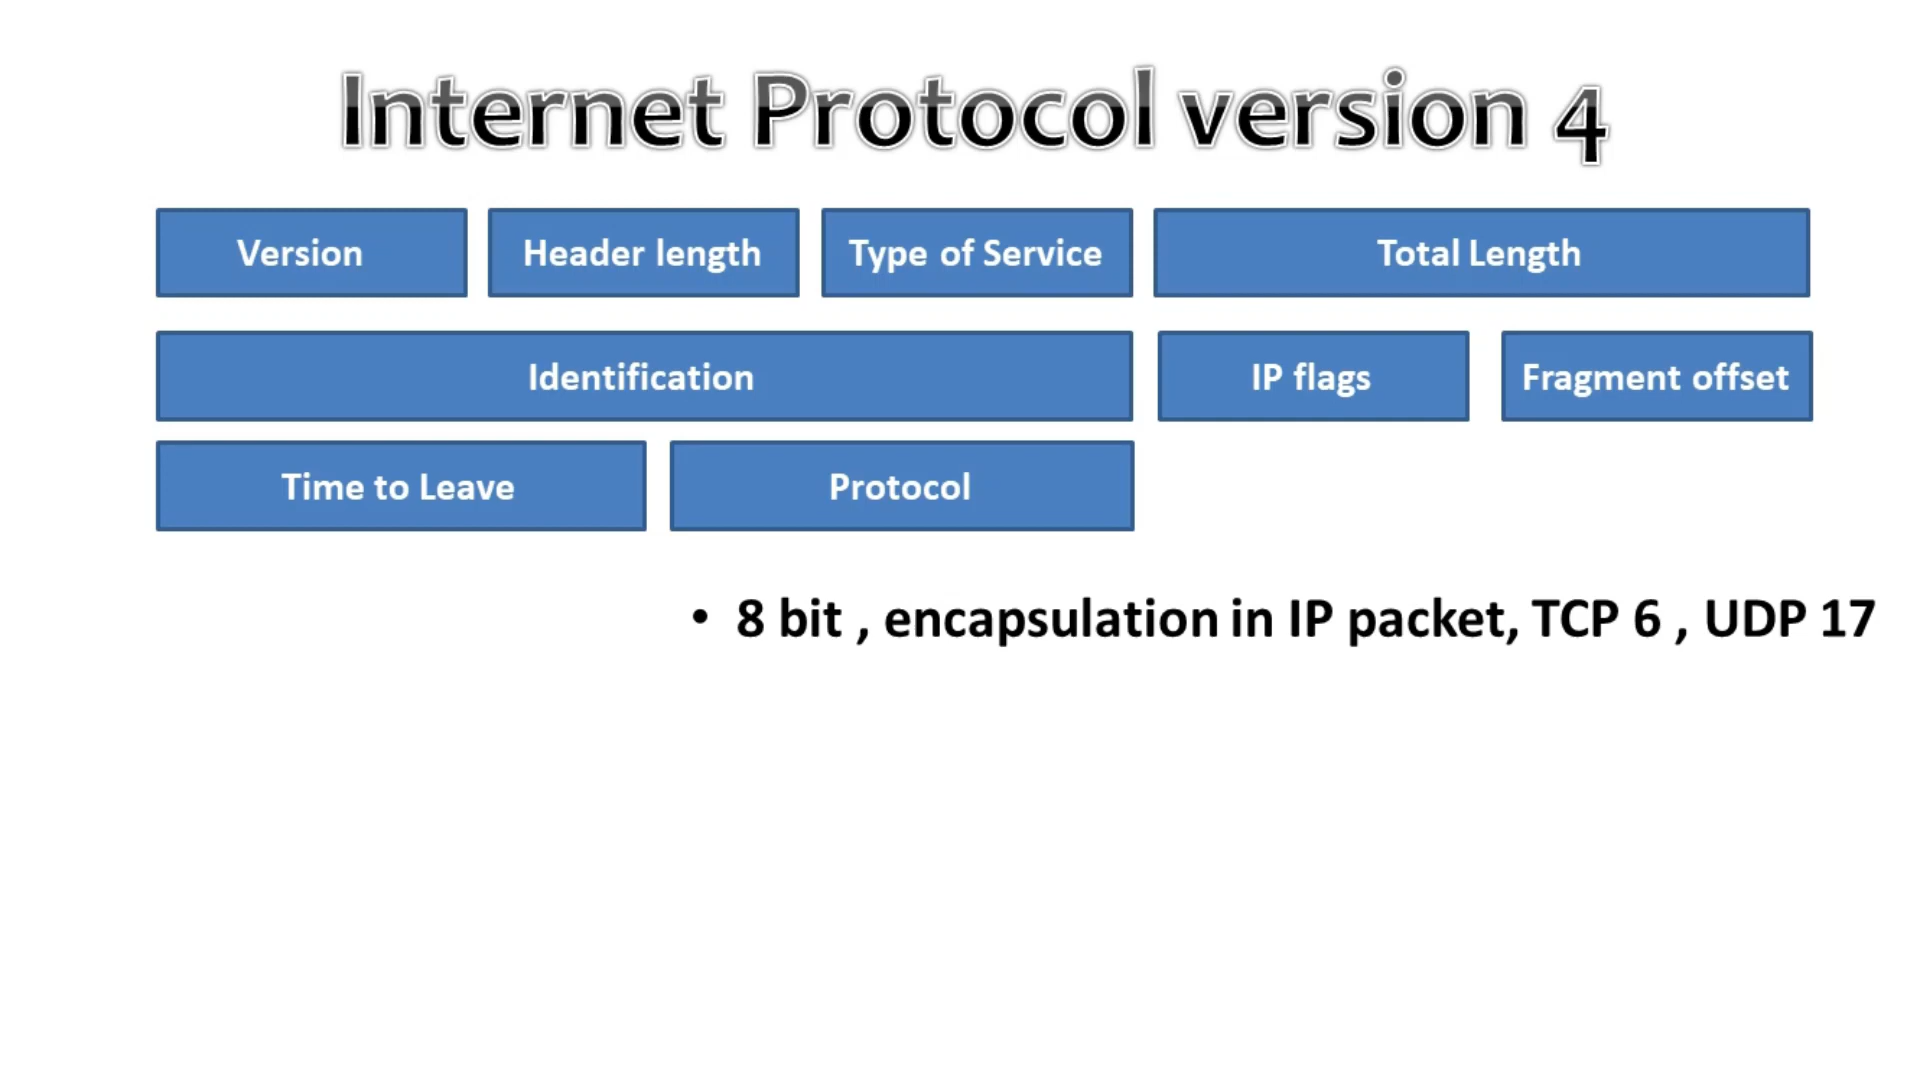 Internet Protocol version 4
Version Header length Type of Service Total Length
Identification IP flags Fragment offset
Time to Leave Protocol
• 8 bit , encapsulation in IP packet, TCP 6 , UDP 17